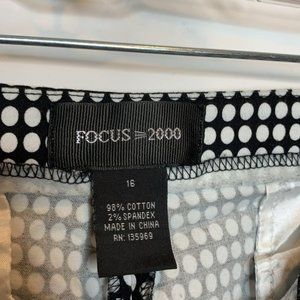 FOCUS 2000
16
98% COTTON
2% SPANDEX
MADE IN CHINA
RN: 135969